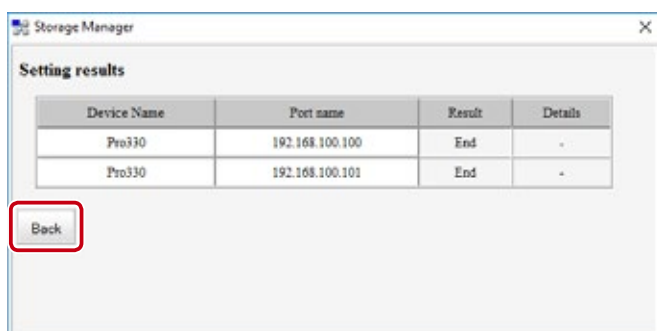 Storage Manager
Setting results
Device Name Port name Result Details
Pro330 192.168.100.100 End -
Pro330 192.168.100.101 End -
Back